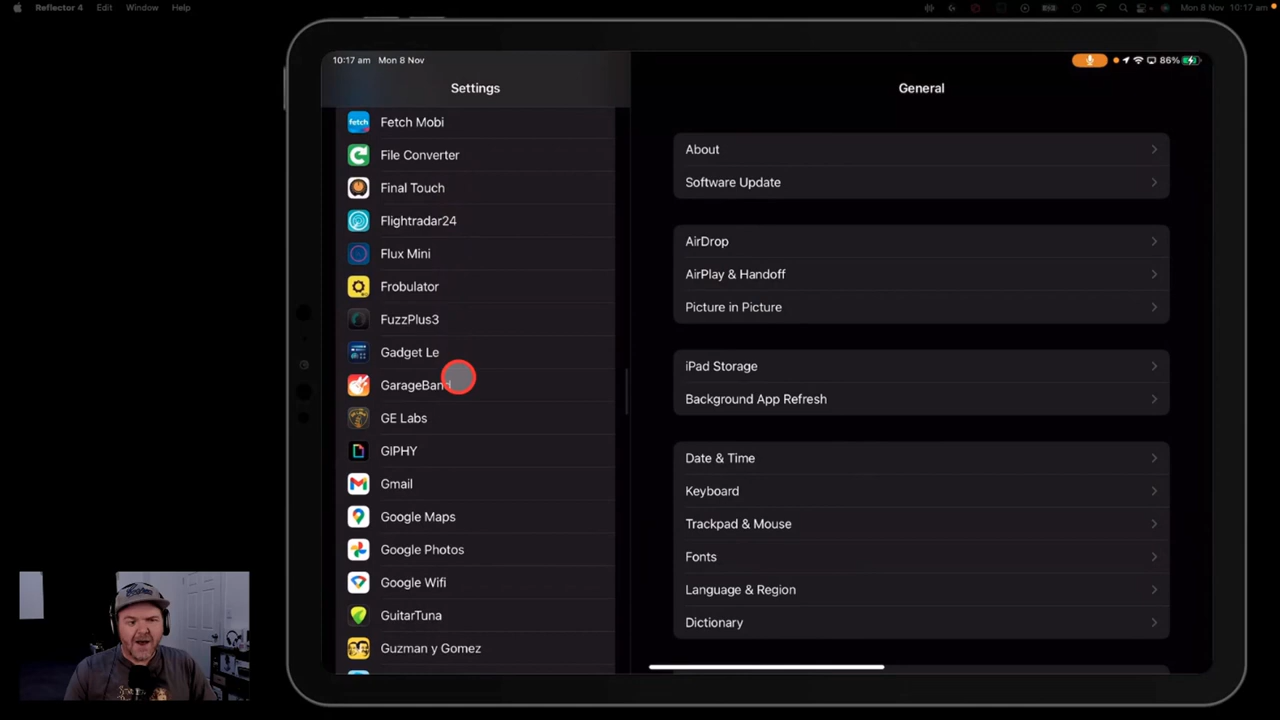 Reflector 4 Edit Window Help Mon 8 Nov 10:17 am
10:17 am Mon 8 Nov 86%
Settings
fetch Fetch Mobi
File Converter
Final Touch
Flightradar24
Flux Mini
Frobulator
FuzzPlus3
Gadget Le
GarageBand
GE Labs
GIPHY
Gmail
Google Maps
Google Photos
Google Wifi
GuitarTuna
Guzman y Gomez
General
About
Software Update
AirDrop
AirPlay & Handoff
Picture in Picture
iPad Storage
Background App Refresh
Date & Time
Keyboard
Trackpad & Mouse
Fonts
Language & Region
Dictionary